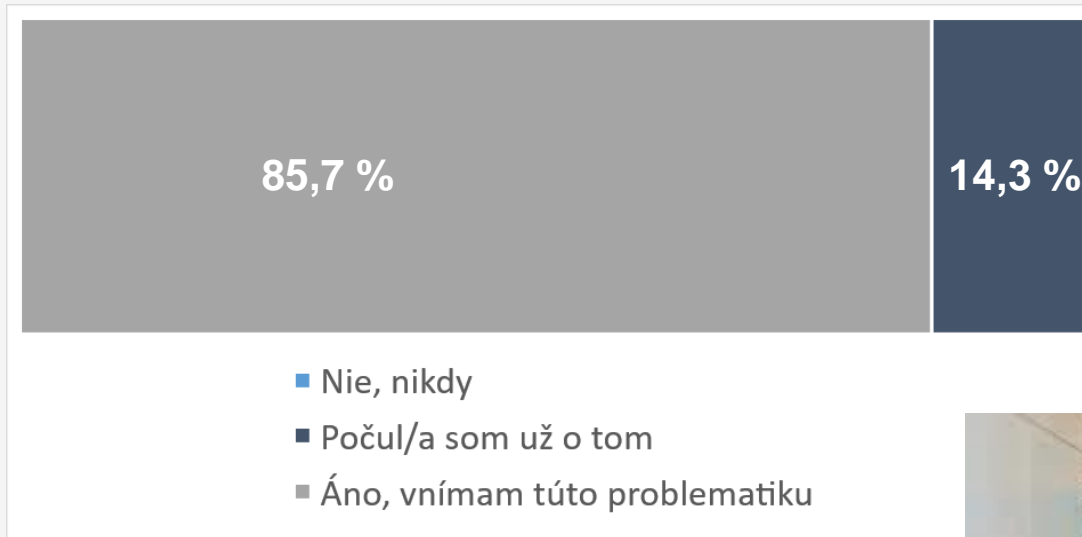 85,7 %
14,3 %
Nie, nikdy
Počul/a som už o tom
Áno, vnímam túto problematiku